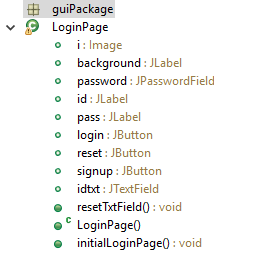 guiPackage
LoginPage
i : Image
background : JLabel
password : JPasswordField
id : JLabel
pass : JLabel
login : JButton
reset : JButton
signup : JButton
idtxt : JTextField
resetTxtField() : void
C LoginPage()
initialLoginPage() : void